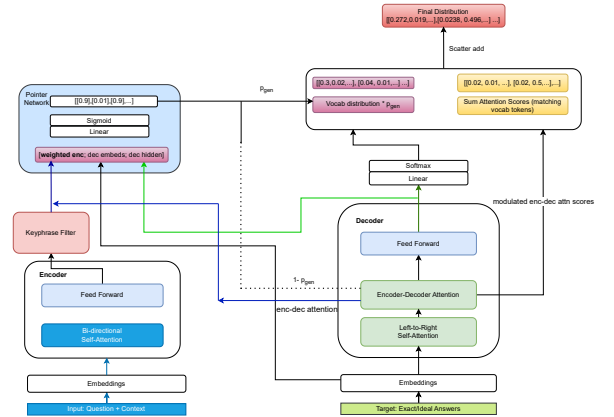 Final Distribution
[[0.272,0.019,...],[0.0238, 0.496,...] ...]
Scatter add
Pointer
Network
[[0.9],[0.01],[0.9],...]
Sigmoid
Linear
[weighted enc; dec embeds; dec hidden]
Pgen
[[0.3,0.02,...], [0.04, 0.01,...] ...]
[[0.02, 0.01, ...], [0.02, 0.5,...],...]
Vocab distribution * Pgen
Sum Attention Scores (matching
vocab tokens)
Softmax
Linear
modulated enc-dec attn scores
Keyphrase Filter
Decoder
Feed Forward
Encoder
Feed Forward
1- Pgen
Encoder-Decoder Attention
enc-dec attention
Bi-directional
Self-Attention
Left-to-Right
Self-Attention
Embeddings
Embeddings
Input: Question + Context
Target: Exact/Ideal Answers